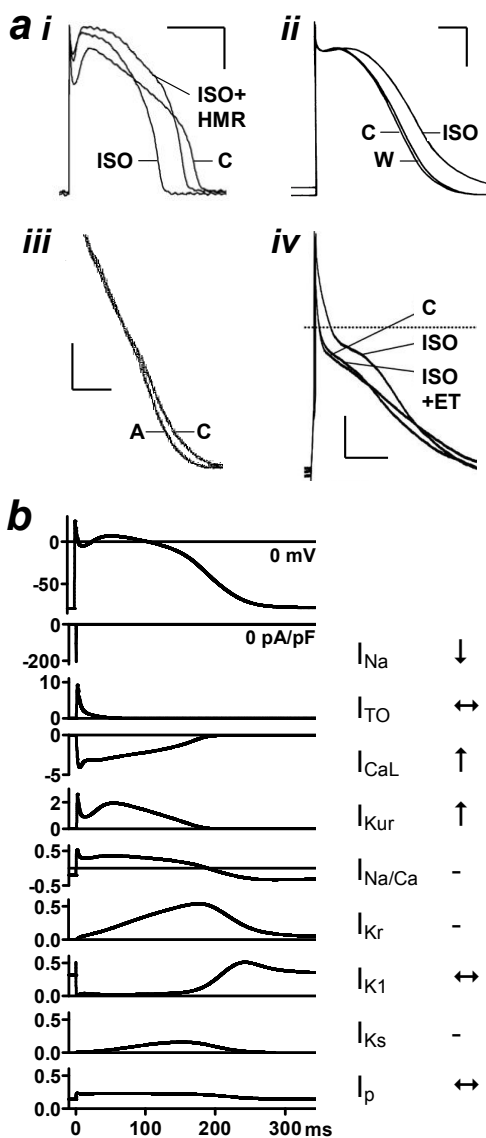 a i
ISO+
HMR
ISO
C
ii
C
W
ISO
iii
A
C
iv
C
ISO
ISO
+ET
b
0
-50
0 mV
0
-200
0 pA/pF
I_Na ↓
10
0
I_TO ↔
0
-5
I_CaL ↑
2
0
I_Kur ↑
0.5
-0.5
I_Na/Ca -
0.5
0.0
I_Kr -
0.5
0.0
I_K1 ↔
0.5
0.0
I_Ks -
0.5
0.0
I_p ↔
0 100 200 300 ms